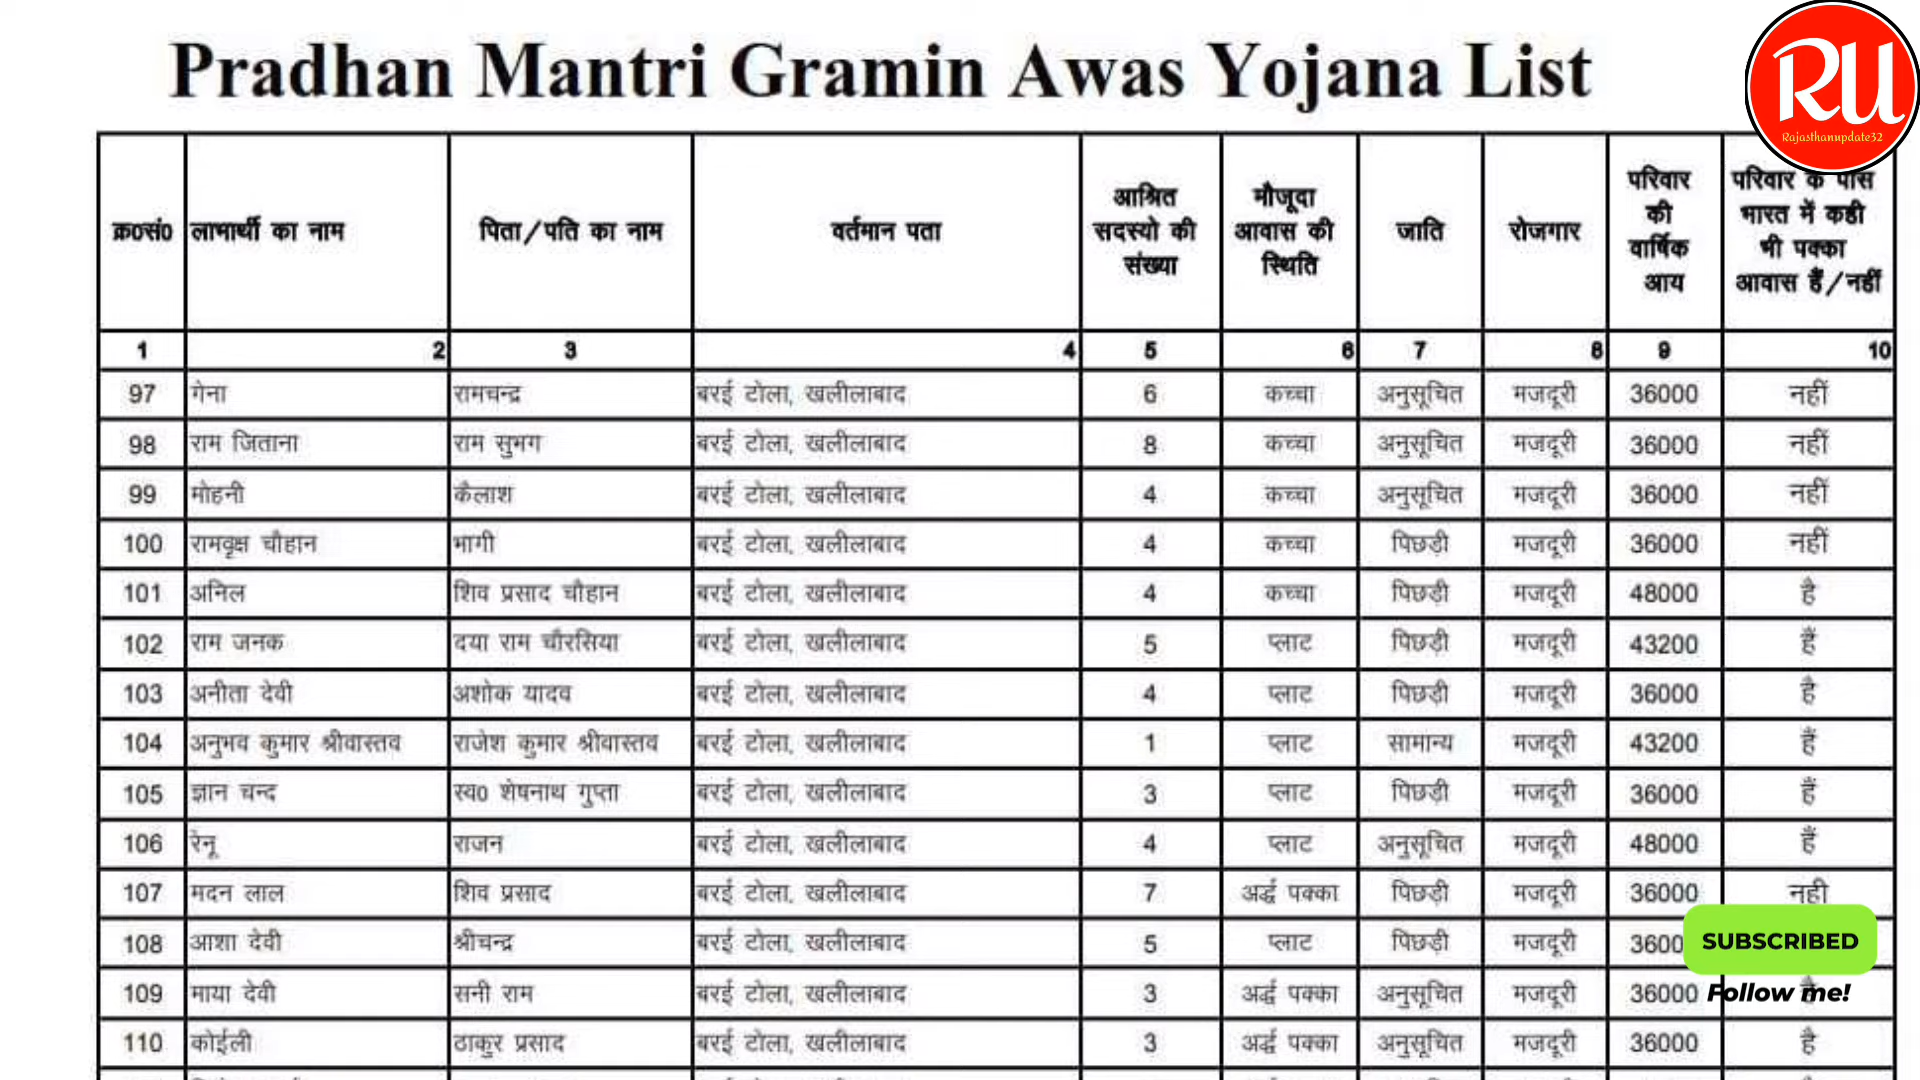 Pradhan Mantri Gramin Awas Yojana List
RU
Rajasthanupdate32
क्र0सं0 लाभार्थी का नाम पिता/पति का नाम वर्तमान पता आश्रित सदस्यो की संख्या मौजूदा आवास की स्थिति जाति रोजगार परिवार की वार्षिक आय परिवार के पास भारत में कही भी पक्का आवास हैं/नहीं
1 2 3 4 5 6 7 8 9 10
97 गेना रामचन्द्र बरई टोला, खलीलाबाद 6 कच्चा अनुसूचित मजदूरी 36000 नहीं
98 राम जिताना राम सुभग बरई टोला, खलीलाबाद 8 कच्चा अनुसूचित मजदूरी 36000 नहीं
99 मोहनी कैलाश बरई टोला, खलीलाबाद 4 कच्चा अनुसूचित मजदूरी 36000 नहीं
100 रामवृक्ष चौहान भागी बरई टोला, खलीलाबाद 4 कच्चा पिछड़ी मजदूरी 36000 नहीं
101 अनिल शिव प्रसाद चौहान बरई टोला, खलीलाबाद 4 कच्चा पिछड़ी मजदूरी 48000 है
102 राम जनक दया राम चौरसिया बरई टोला, खलीलाबाद 5 प्लाट पिछड़ी मजदूरी 43200 हैं
103 अनीता देवी अशोक यादव बरई टोला, खलीलाबाद 4 प्लाट पिछड़ी मजदूरी 36000 है
104 अनुभव कुमार श्रीवास्तव राजेश कुमार श्रीवास्तव बरई टोला, खलीलाबाद 1 प्लाट सामान्य मजदूरी 43200 हैं
105 ज्ञान चन्द स्व0 शेषनाथ गुप्ता बरई टोला, खलीलाबाद 3 प्लाट पिछड़ी मजदूरी 36000 हैं
106 रेनू राजन बरई टोला, खलीलाबाद 4 प्लाट अनुसूचित मजदूरी 48000 हैं
107 मदन लाल शिव प्रसाद बरई टोला, खलीलाबाद 7 अर्द्ध पक्का पिछड़ी मजदूरी 36000 नही
108 आशा देवी श्रीचन्द्र बरई टोला, खलीलाबाद 5 प्लाट पिछड़ी मजदूरी
SUBSCRIBED
109 माया देवी सनी राम बरई टोला, खलीलाबाद 3 अर्द्ध पक्का अनुसूचित मजदूरी 36000
Follow me!
110 कोईली ठाकुर प्रसाद बरई टोला, खलीलाबाद 3 अर्द्ध पक्का अनुसूचित मजदूरी 36000 है